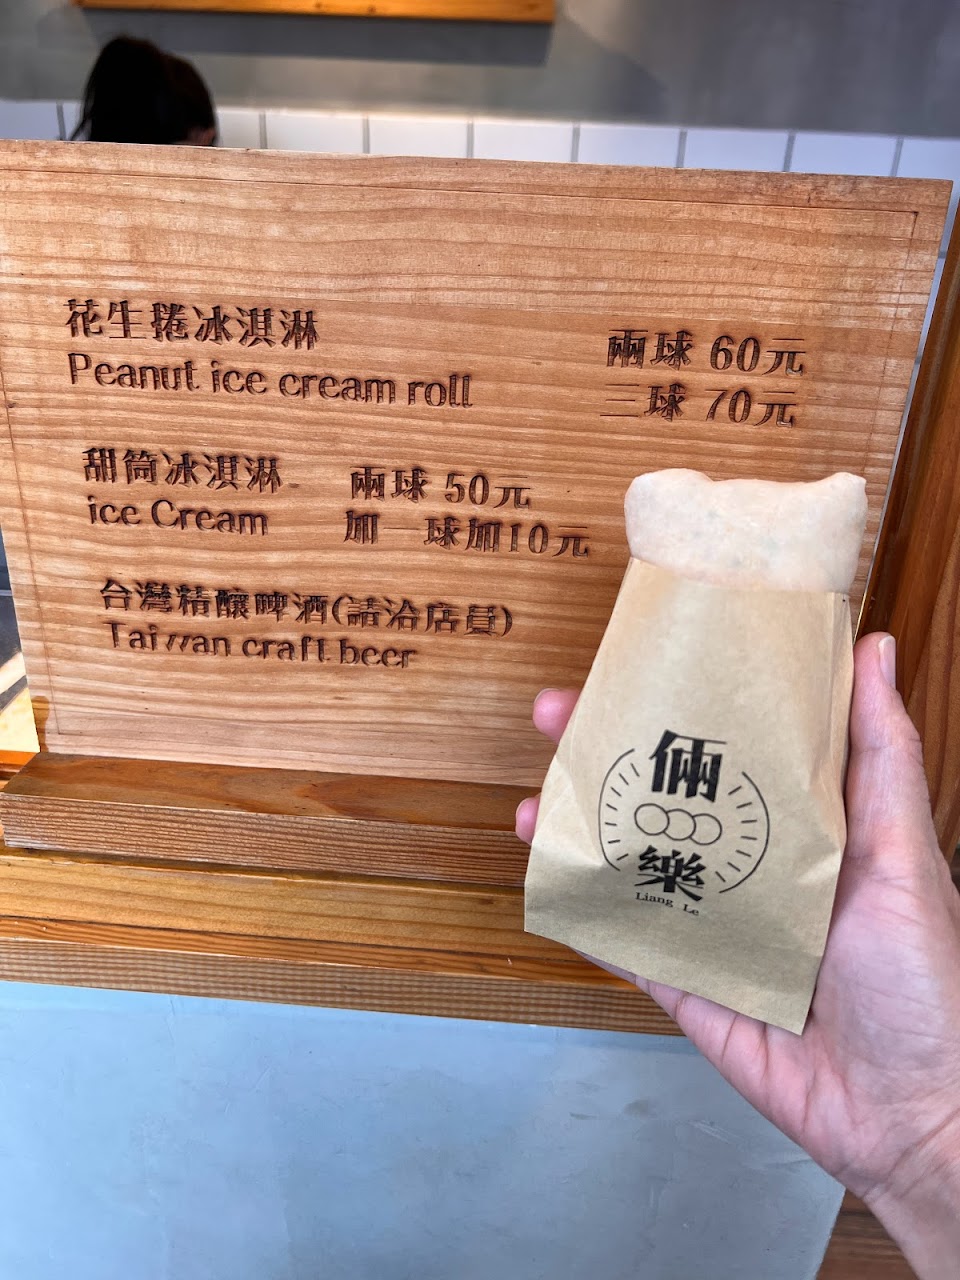 花生捲冰淇淋
Peanut ice cream roll
兩球 60元
三球 70元
甜筒冰淇淋
ice Cream
兩球 50元
加一球加10元
台灣精釀啤酒(請洽店員)
Taiwan craft beer
倆
樂
Liang Le